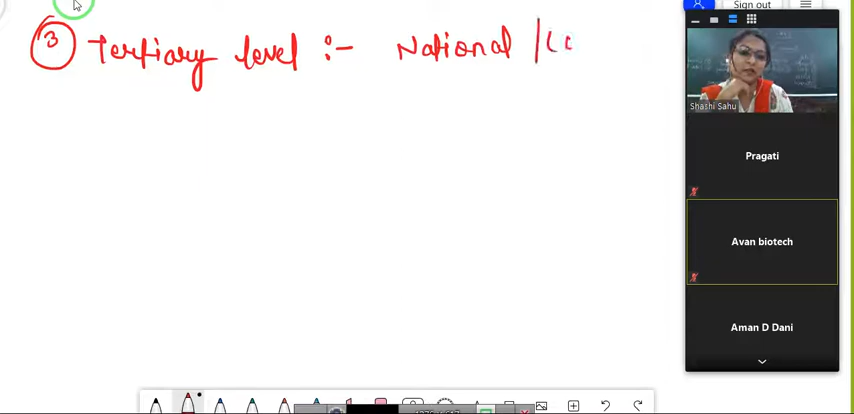 Sign out
③ Tertiary level :- National /
Shashi Sahu
Pragati
Avan biotech
Aman D Dani